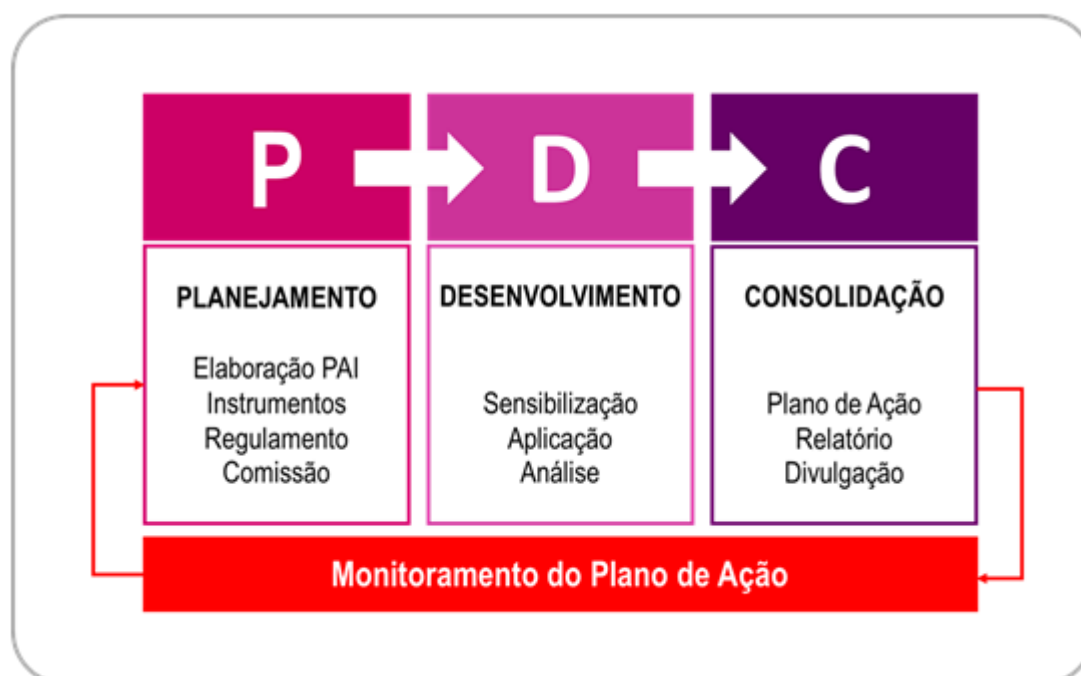 P
D
C
PLANEJAMENTO
Elaboração PAI
Instrumentos
Regulamento
Comissão
DESENVOLVIMENTO
Sensibilização
Aplicação
Análise
CONSOLIDAÇÃO
Plano de Ação
Relatório
Divulgação
Monitoramento do Plano de Ação